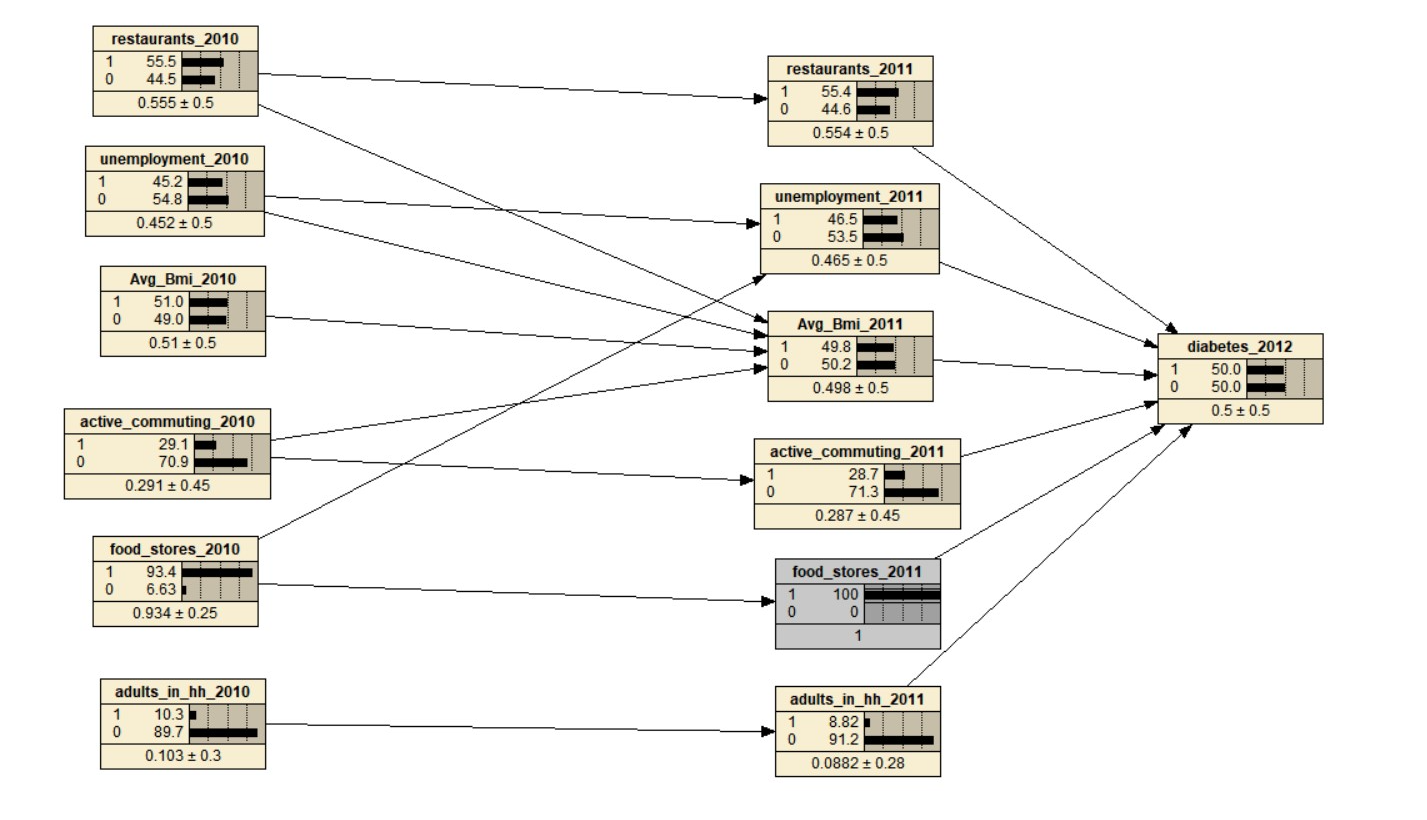 restaurants_2010
1 55.5
0 44.5
0.555 ± 0.5
unemployment_2010
1 45.2
0 54.8
0.452 ± 0.5
Avg_Bmi_2010
1 51.0
0 49.0
0.51 ± 0.5
active_commuting_2010
1 29.1
0 70.9
0.291 ± 0.45
food_stores_2010
1 93.4
0 6.63
0.934 ± 0.25
adults_in_hh_2010
1 10.3
0 89.7
0.103 ± 0.3
restaurants_2011
1 55.4
0 44.6
0.554 ± 0.5
unemployment_2011
1 46.5
0 53.5
0.465 ± 0.5
Avg_Bmi_2011
1 49.8
0 50.2
0.498 ± 0.5
active_commuting_2011
1 28.7
0 71.3
0.287 ± 0.45
food_stores_2011
1 100
0 0
1
adults_in_hh_2011
1 8.82
0 91.2
0.0882 ± 0.28
diabetes_2012
1 50.0
0 50.0
0.5 ± 0.5